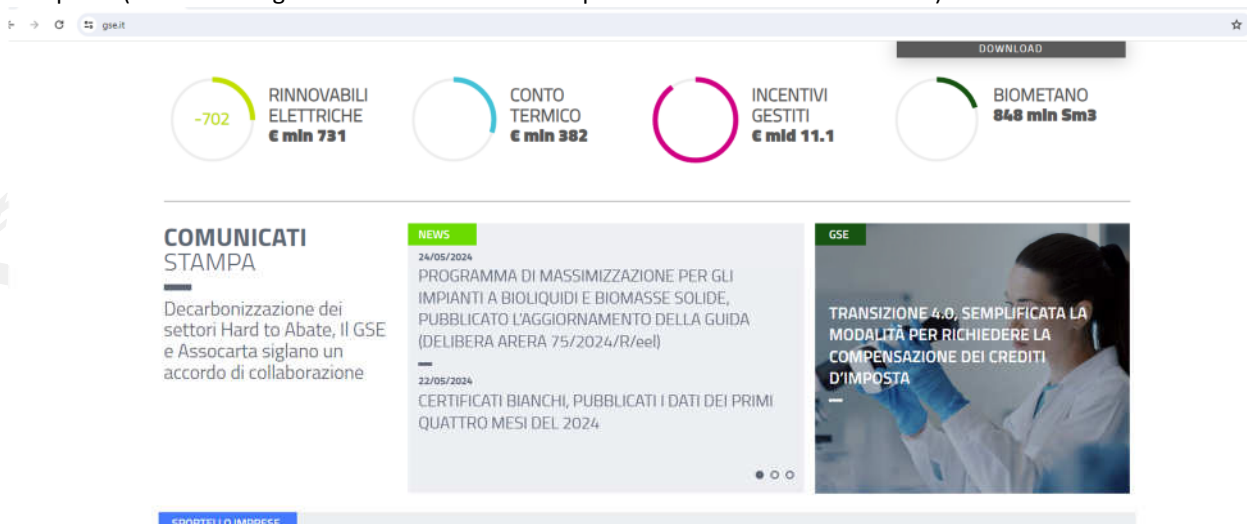 gse.it
DOWNLOAD
-702
RINNOVABILI
ELETTRICHE
€ mln 731
CONTO
TERMICO
€ mln 382
INCENTIVI
GESTITI
€ mld 11.1
BIOMETANO
848 mln Sm3
COMUNICATI
STAMPA
Decarbonizzazione dei
settori Hard to Abate, Il GSE
e Assocarta siglano un
accordo di collaborazione
NEWS
24/05/2024
PROGRAMMA DI MASSIMIZZAZIONE PER GLI
IMPIANTI A BIOLIQUIDI E BIOMASSE SOLIDE,
PUBBLICATO L'AGGIORNAMENTO DELLA GUIDA
(DELIBERA ARERA 75/2024/R/eel)
22/05/2024
CERTIFICATI BIANCHI, PUBBLICATI I DATI DEI PRIMI
QUATTRO MESI DEL 2024
GSE
TRANSIZIONE 4.0, SEMPLIFICATA LA
MODALITÀ PER RICHIEDERE LA
COMPENSAZIONE DEI CREDITI
D'IMPOSTA
SPORTELLO IMPRESE